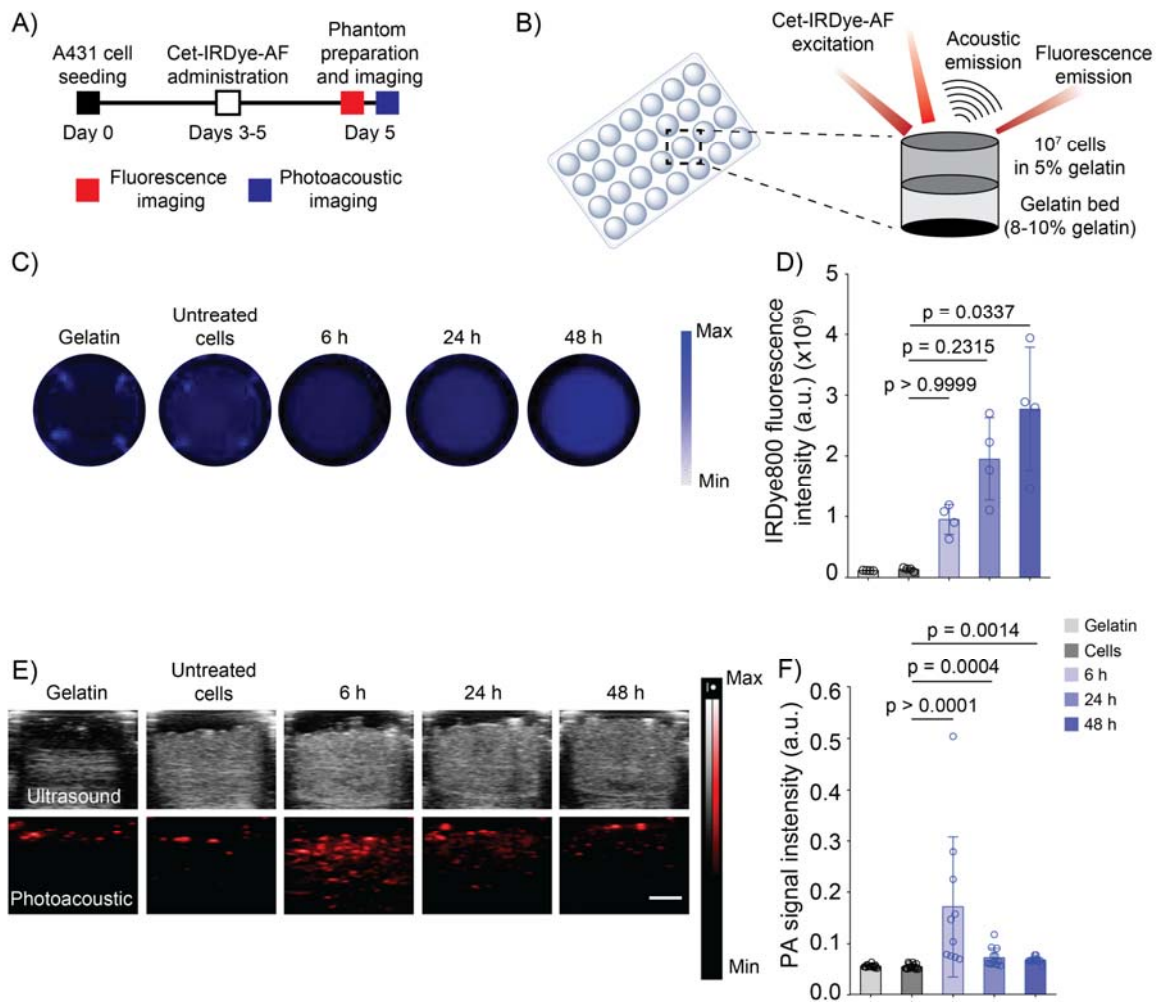 A)
A431 cell
seeding
Cet-IRDye-AF
administration
Phantom
preparation
and imaging
Day 0
Days 3-5
Day 5
Fluorescence
imaging
Photoacoustic
imaging
B)
Cet-IRDye-AF
excitation
Acoustic
emission
Fluorescence
emission
10⁷ cells
in 5% gelatin
Gelatin bed
(8-10% gelatin)
C)
Gelatin
Untreated
cells
6 h
24 h
48 h
Max
Min
D)
IRDye800 fluorescence
intensity (a.u.) (x10⁹)
5
4
3
2
1
0
p = 0.0337
p = 0.2315
p > 0.9999
E)
Gelatin
Untreated
cells
6 h
24 h
48 h
Ultrasound
Photoacoustic
Max
Min
F)
PA signal instensity (a.u.)
0.6
0.5
0.4
0.3
0.2
0.1
0.0
p = 0.0014
p = 0.0004
p > 0.0001
Gelatin
Cells
6 h
24 h
48 h